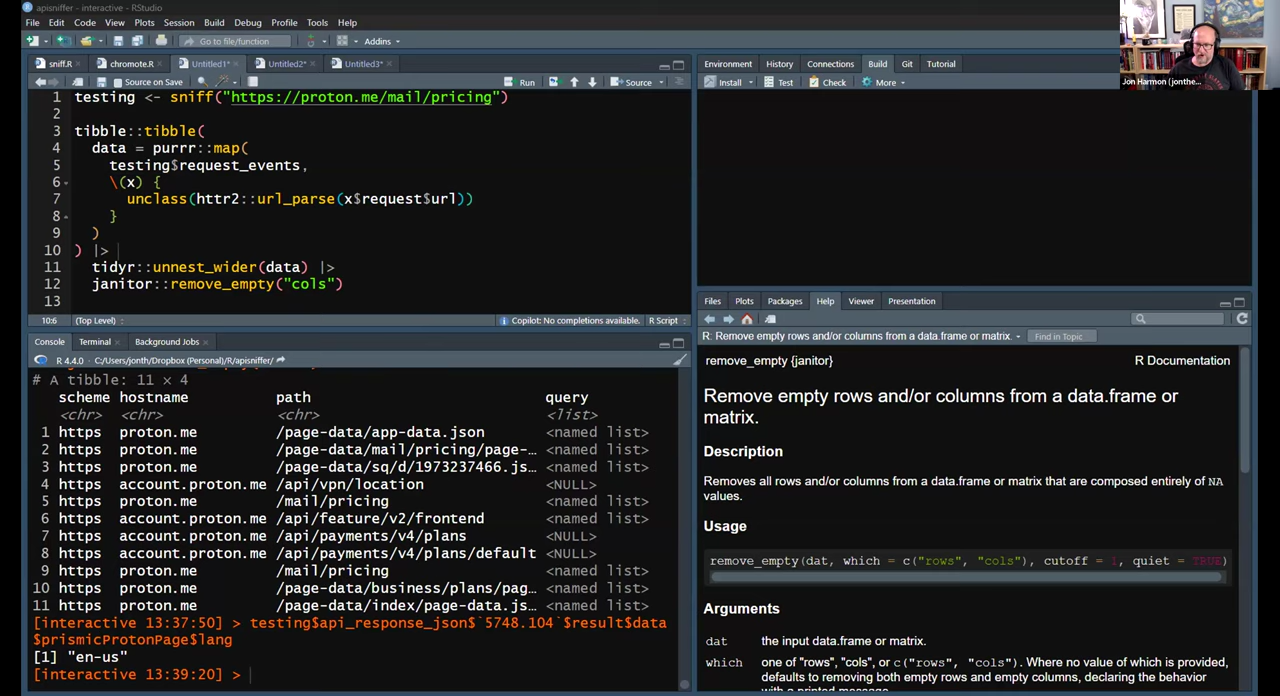 apisniffer - interactive - RStudio
File Edit Code View Plots Session Build Debug Profile Tools Help
Go to file/function
Addins
sniff.R
chromote.R
Untitled1*
Untitled2*
Untitled3*
Source on Save
Run
Source
1 testing <- sniff("https://proton.me/mail/pricing")
2
3 tibble::tibble(
4 data = purrr::map(
5 testing$request_events,
6 \(x) {
7 unclass(httr2::url_parse(x$request$url))
8 }
9 )
10 ) |>
11 tidyr::unnest_wider(data) |>
12 janitor::remove_empty("cols")
13
10:6 (Top Level)
Copilot: No completions available. R Script
Console Terminal Background Jobs
R 4.4.0 · C:/Users/jonth/Dropbox (Personal)/R/apisniffer/
# A tibble: 11 × 4
scheme hostname path query
<chr> <chr> <chr> <list>
1 https proton.me /page-data/app-data.json <named list>
2 https proton.me /page-data/mail/pricing/page-… <named list>
3 https proton.me /page-data/sq/d/1973237466.js… <named list>
4 https account.proton.me /api/vpn/location <NULL>
5 https proton.me /mail/pricing <named list>
6 https account.proton.me /api/feature/v2/frontend <named list>
7 https account.proton.me /api/payments/v4/plans <NULL>
8 https account.proton.me /api/payments/v4/plans/default <NULL>
9 https proton.me /mail/pricing <named list>
10 https proton.me /page-data/business/plans/pag… <named list>
11 https proton.me /page-data/index/page-data.js… <named list>
[interactive 13:37:50] > testing$api_response_json$`5748.104`$result$data
$prismicProtonPage$lang
[1] "en-us"
[interactive 13:39:20] >
Environment History Connections Build Git Tutorial
Install Test Check More
Jon Harmon (jonthe...
Files Plots Packages Help Viewer Presentation
R: Remove empty rows and/or columns from a data.frame or matrix.
Find in Topic
remove_empty {janitor} R Documentation
Remove empty rows and/or columns from a data.frame or
matrix.
Description
Removes all rows and/or columns from a data.frame or matrix that are composed entirely of NA
values.
Usage
remove_empty(dat, which = c("rows", "cols"), cutoff = 1, quiet = TRUE)
Arguments
dat the input data.frame or matrix.
which one of "rows", "cols", or c("rows", "cols"). Where no value of which is provided,
defaults to removing both empty rows and empty columns, declaring the behavior
with a printed message.